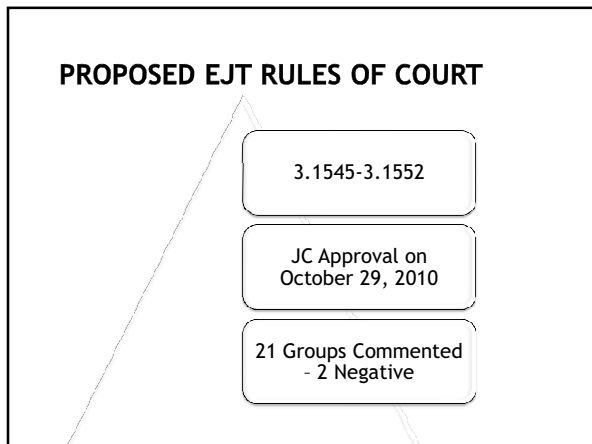 PROPOSED EJT RULES OF COURT
3.1545-3.1552
JC Approval on
October 29, 2010
21 Groups Commented
- 2 Negative